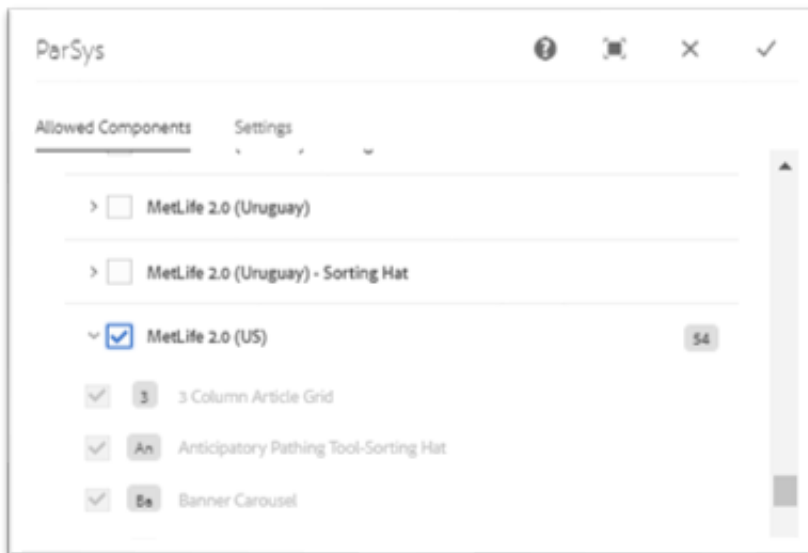 ParSys
Allowed Components Settings
MetLife 2.0 (Uruguay)
MetLife 2.0 (Uruguay) - Sorting Hat
MetLife 2.0 (US) 54
3 3 Column Article Grid
An Anticipatory Pathing Tool-Sorting Hat
Ba Banner Carousel